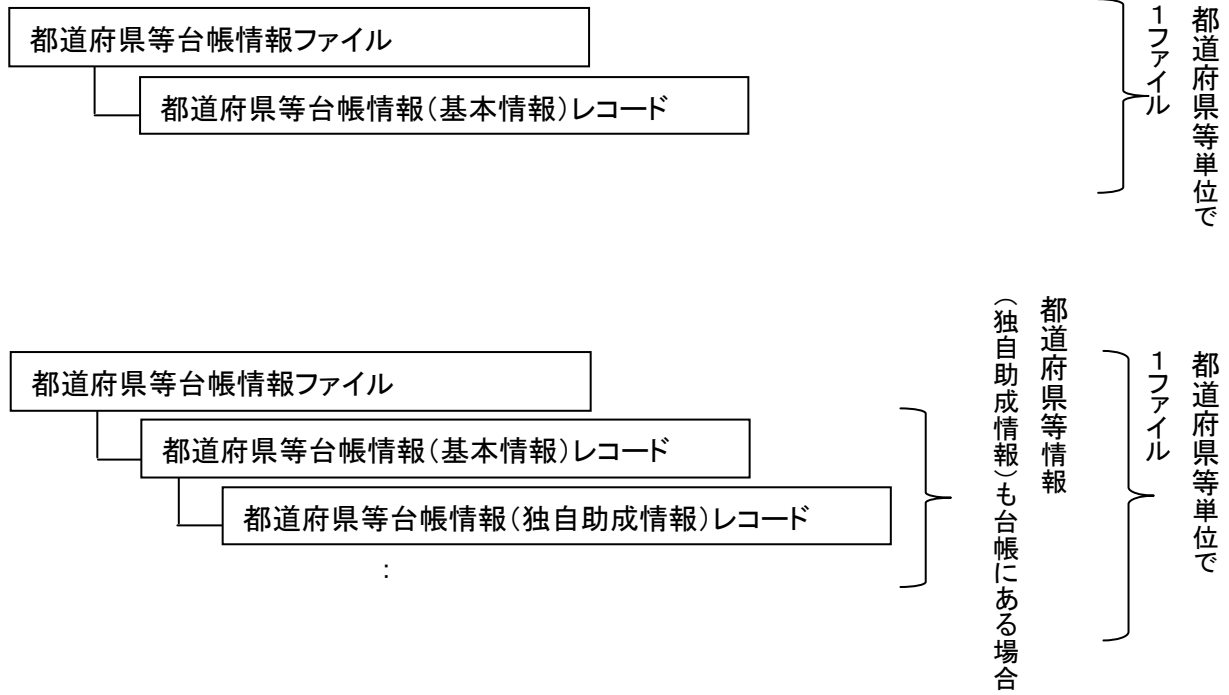 都道府県等台帳情報ファイル
都道府県等台帳情報(基本情報)レコード
都道府県等単位で
1ファイル
都道府県等台帳情報ファイル
都道府県等台帳情報(基本情報)レコード
都道府県等台帳情報(独自助成情報)レコード
:
都道府県等情報
(独自助成情報)も台帳にある場合
都道府県等単位で
1ファイル